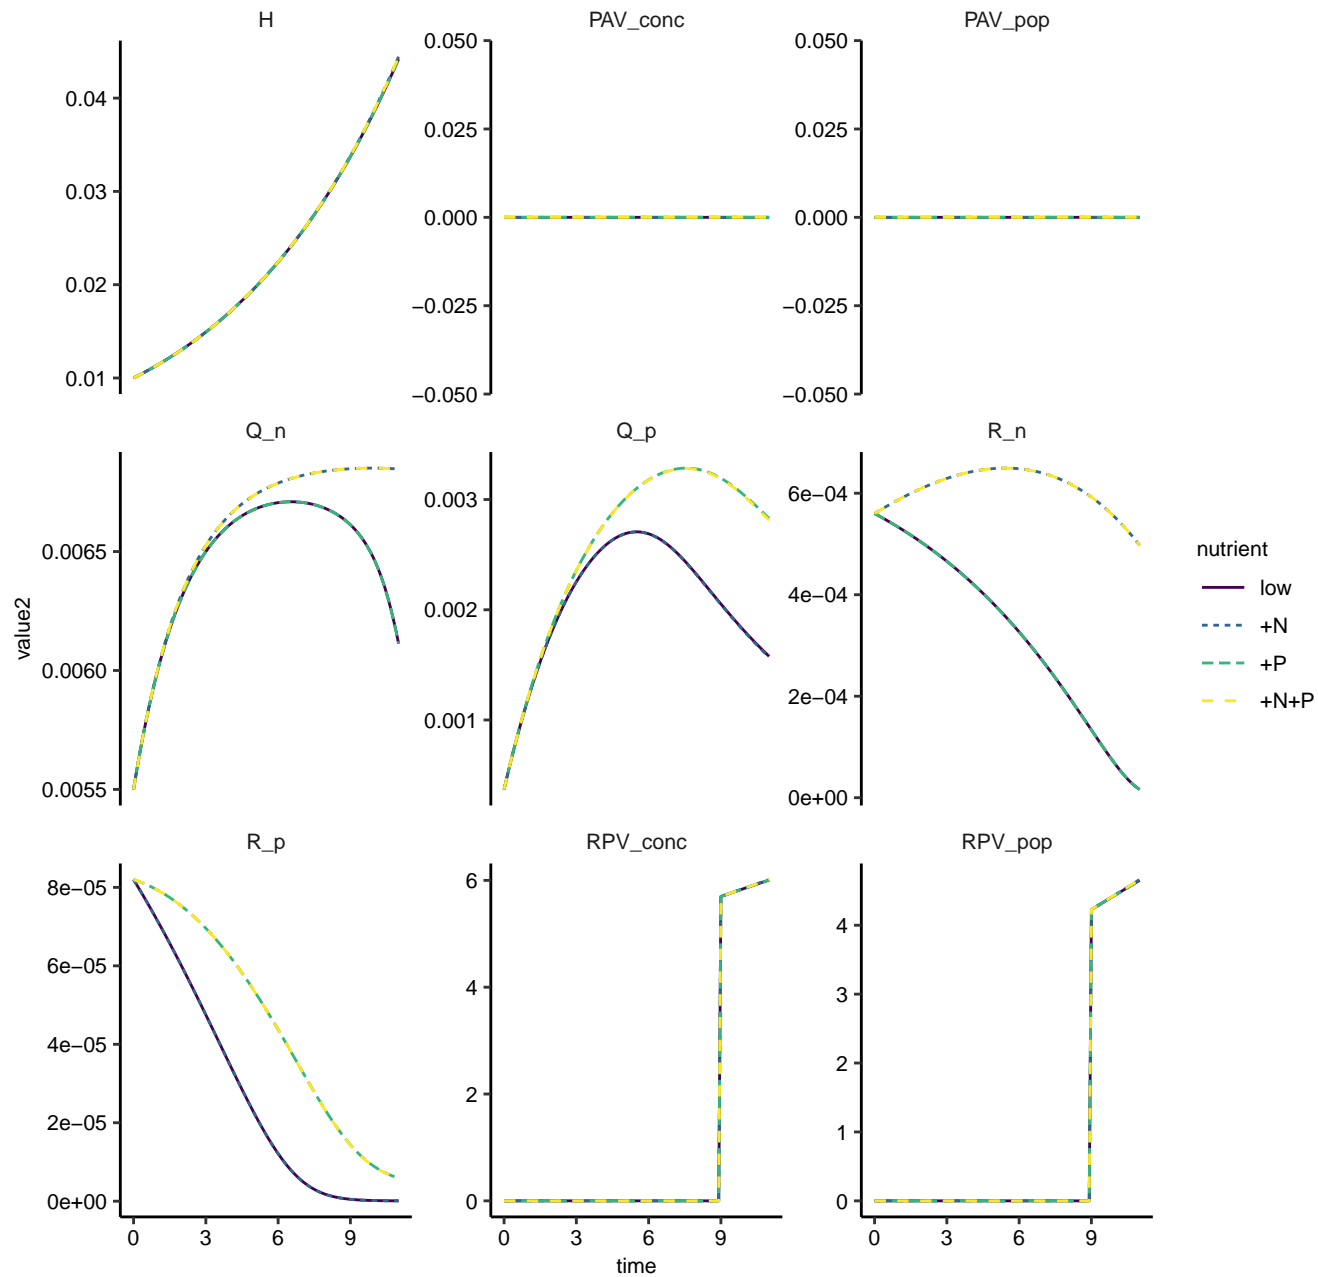 H
PAV_conc
PAV_pop
0.04
0.03
0.02
0.01
0.050
0.025
0.000
−0.025
−0.050
0.050
0.025
0.000
−0.025
−0.050
Q_n
Q_p
R_n
0.0065
0.0060
0.0055
0.003
0.002
0.001
6e−04
4e−04
2e−04
0e+00
value2
nutrient
low
+N
+P
+N+P
R_p
RPV_conc
RPV_pop
8e−05
6e−05
4e−05
2e−05
0e+00
6
4
2
0
4
3
2
1
0
0 3 6 9
0 3 6 9
0 3 6 9
time